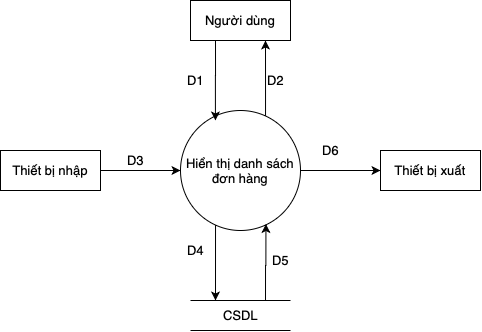 Người dùng
D1
D2
Hiển thị danh sách
đơn hàng
Thiết bị nhập
D3
D6
Thiết bị xuất
D4
D5
CSDL